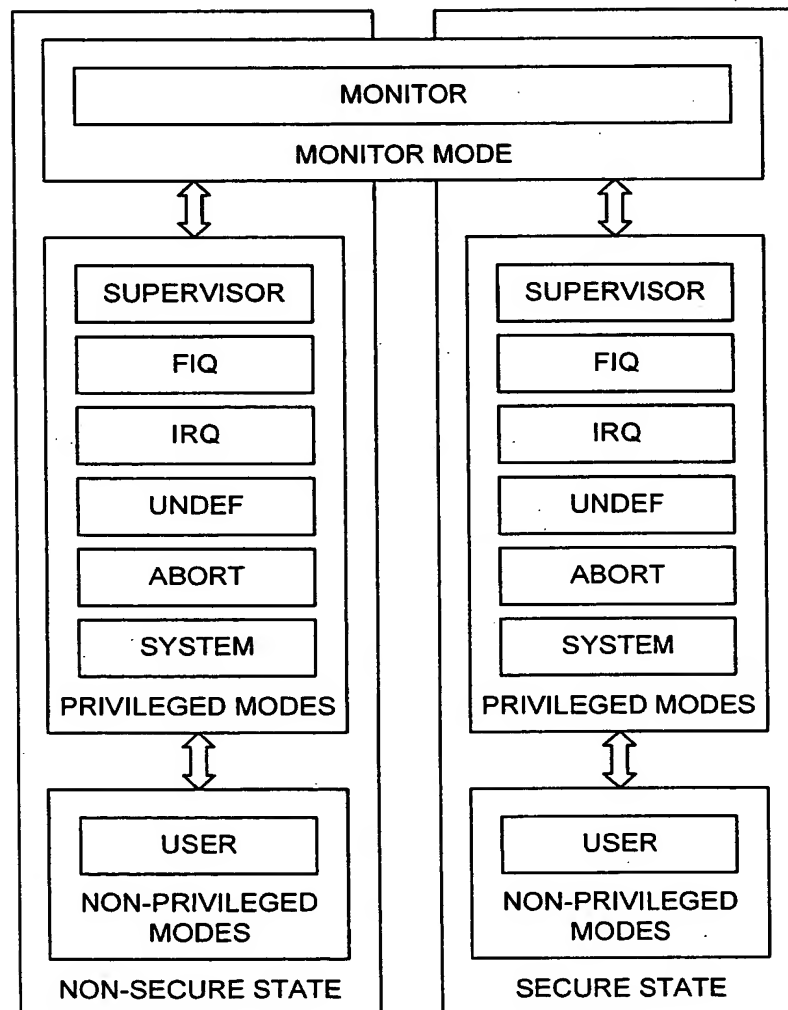 MONITOR
MONITOR MODE
SUPERVISOR
FIQ
IRQ
UNDEF
ABORT
SYSTEM
PRIVILEGED MODES
USER
NON-PRIVILEGED
MODES
NON-SECURE STATE
SUPERVISOR
FIQ
IRQ
UNDEF
ABORT
SYSTEM
PRIVILEGED MODES
USER
NON-PRIVILEGED
MODES
SECURE STATE